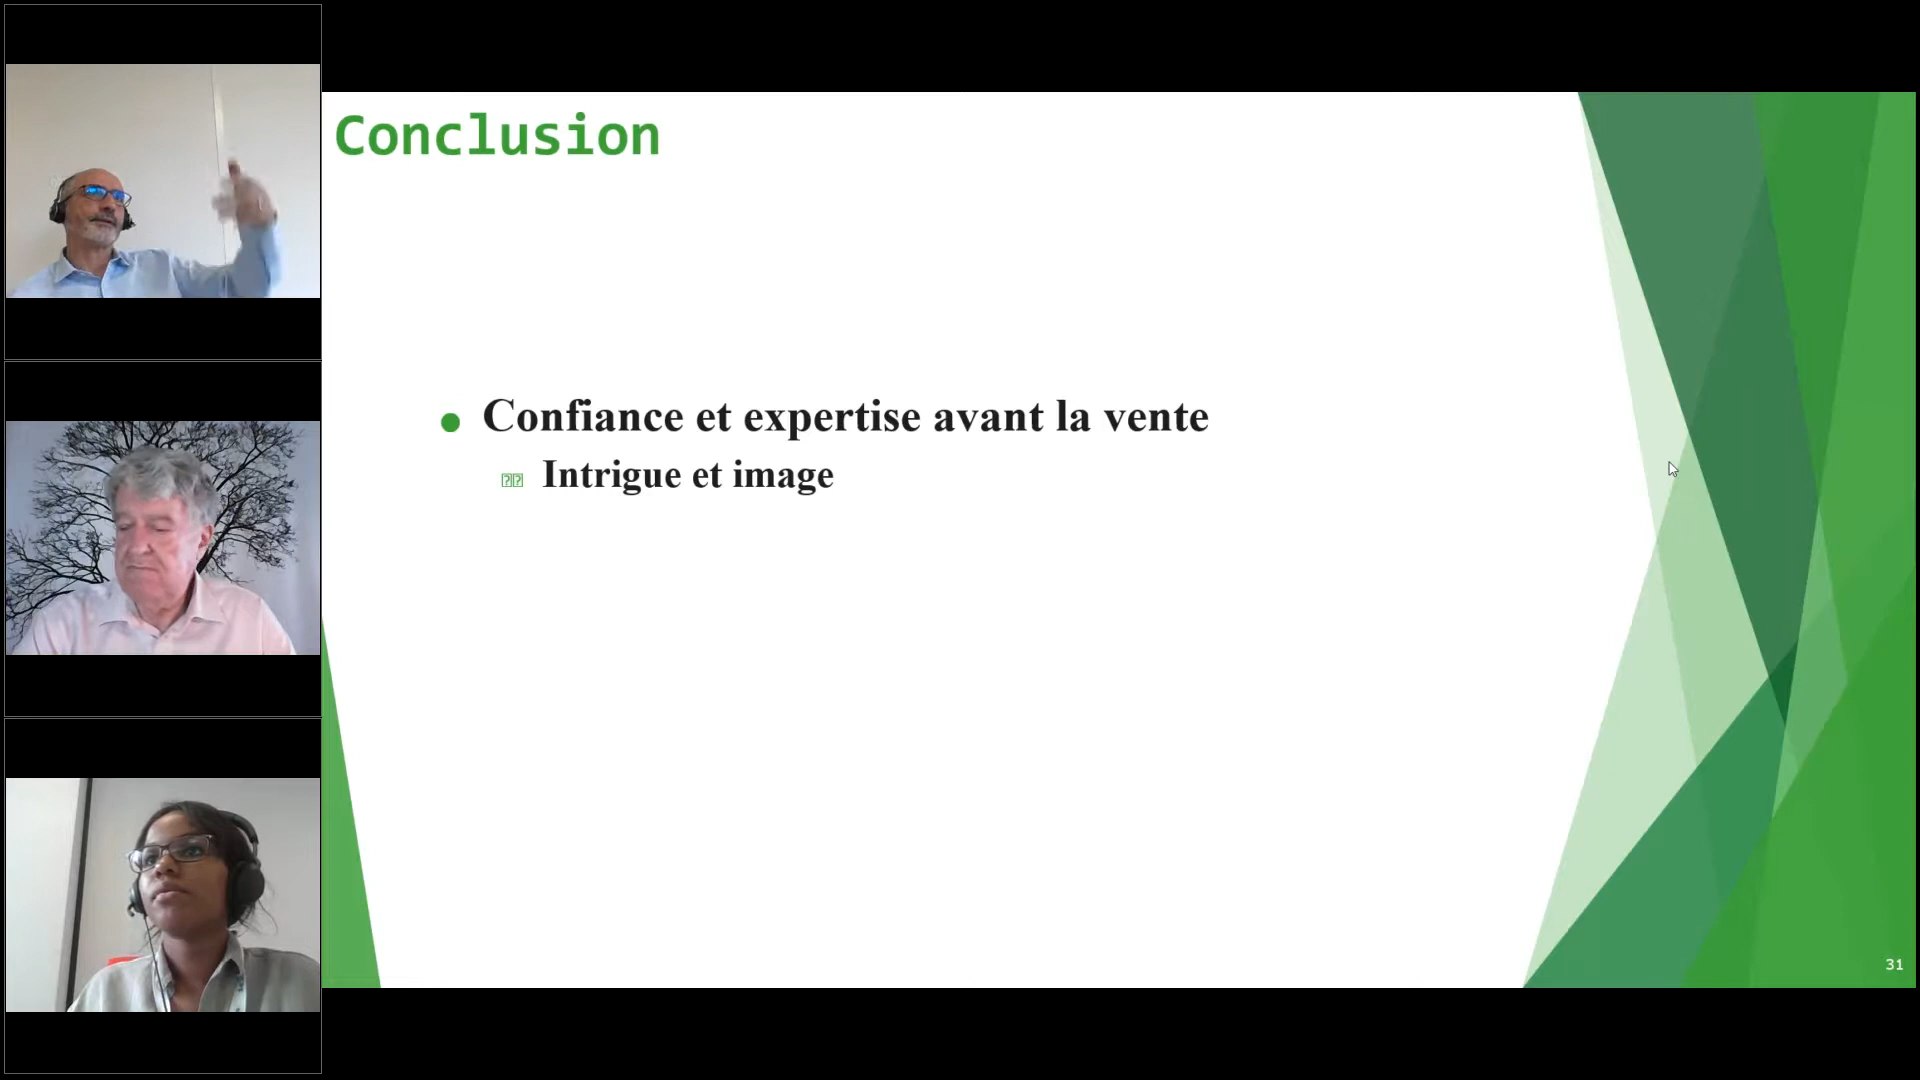 Conclusion
Confiance et expertise avant la vente
Intrigue et image
31